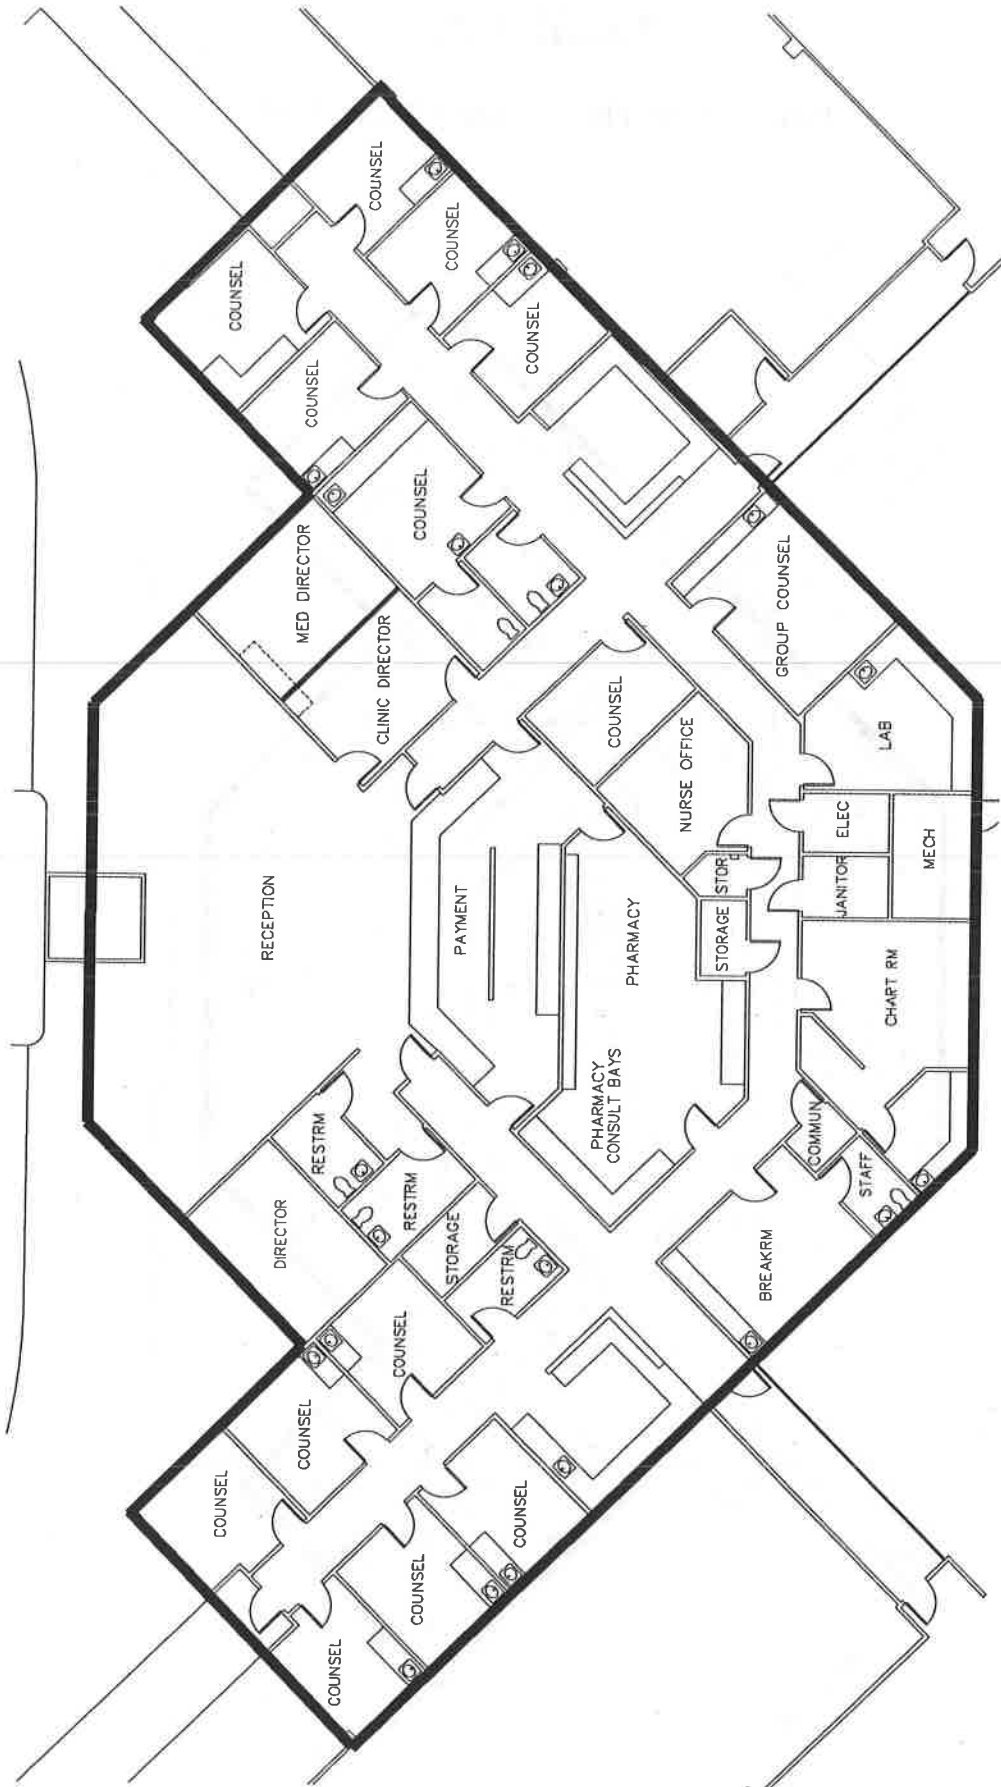 COUNSEL
COUNSEL
COUNSEL
COUNSEL
COUNSEL
COUNSEL
MED DIRECTOR
CLINIC DIRECTOR
GROUP COUNSEL
COUNSEL
NURSE OFFICE
LAB
ELEC
MECH
JANITOR
STOR
STORAGE
RECEPTION
PAYMENT
PHARMACY
CHART RM
PHARMACY
CONSULT BAYS
COMMUN
STAFF
BREAKRM
RESTRM
RESTRM
DIRECTOR
STORAGE
RESTRM
COUNSEL
COUNSEL
COUNSEL
COUNSEL
COUNSEL
COUNSEL